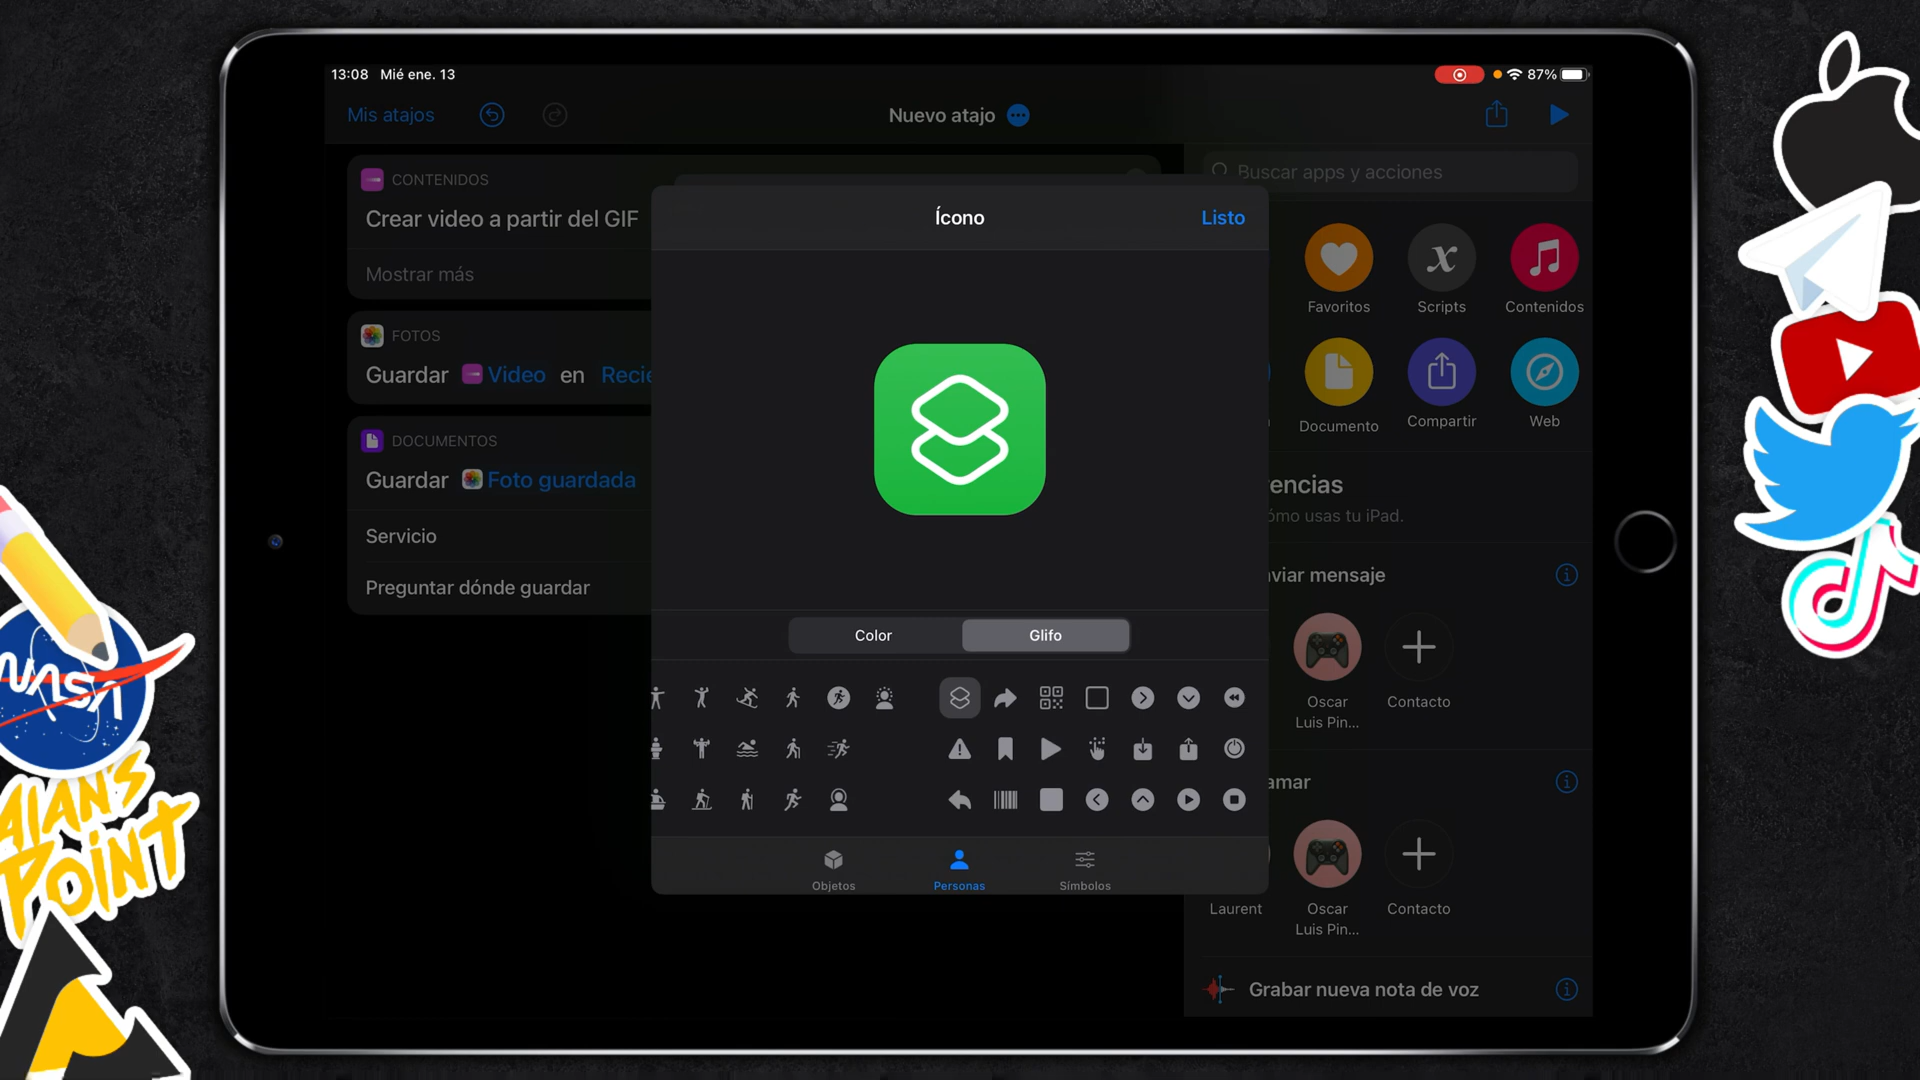 13:08 Mié ene. 13
87%
Mis atajos
Nuevo atajo
Buscar apps y acciones
CONTENIDOS
Crear video a partir del GIF
Mostrar más
FOTOS
Guardar Video en Recie
DOCUMENTOS
Guardar Foto guardada
Servicio
Preguntar dónde guardar
Ícono
Listo
Color
Glifo
Objetos
Personas
Símbolos
Favoritos
Scripts
Contenidos
Documento
Compartir
Web
encias
ómo usas tu iPad.
viar mensaje
Oscar
Luis Pin...
Contacto
amar
Laurent
Oscar
Luis Pin...
Contacto
Grabar nueva nota de voz
NASA
ALAN'S
POINT